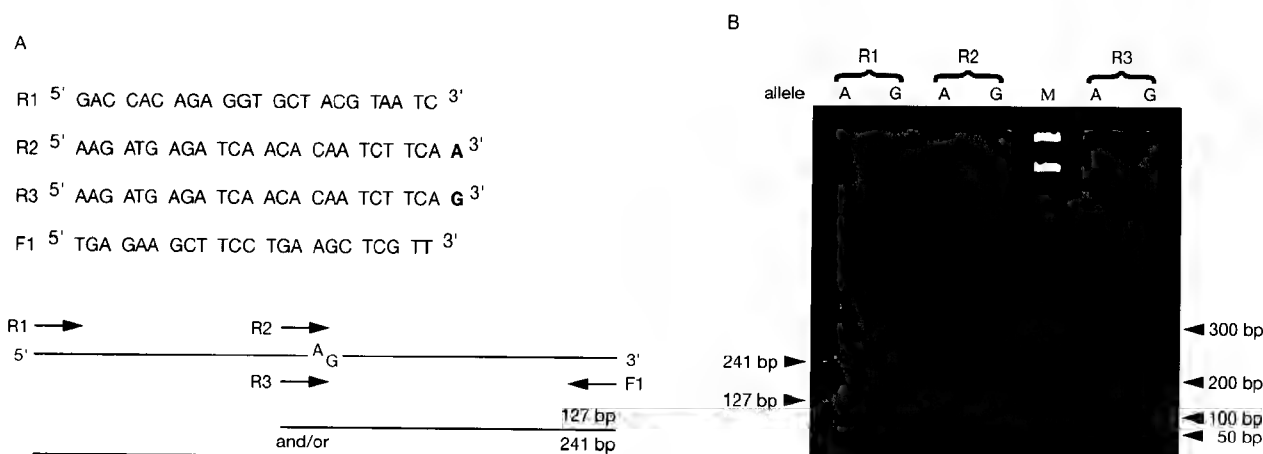 A
R1 5' GAC CAC AGA GGT GCT ACG TAA TC 3'
R2 5' AAG ATG AGA TCA ACA CAA TCT TCA A 3'
R3 5' AAG ATG AGA TCA ACA CAA TCT TCA G 3'
F1 5' TGA GAA GCT TCC TGA AGC TCG TT 3'
R1 R2
5' A G 3'
R3 F1
127 bp
and/or
241 bp
B
R1 R2 R3
allele A G A G M A G
300 bp
241 bp
200 bp
127 bp
100 bp
50 bp